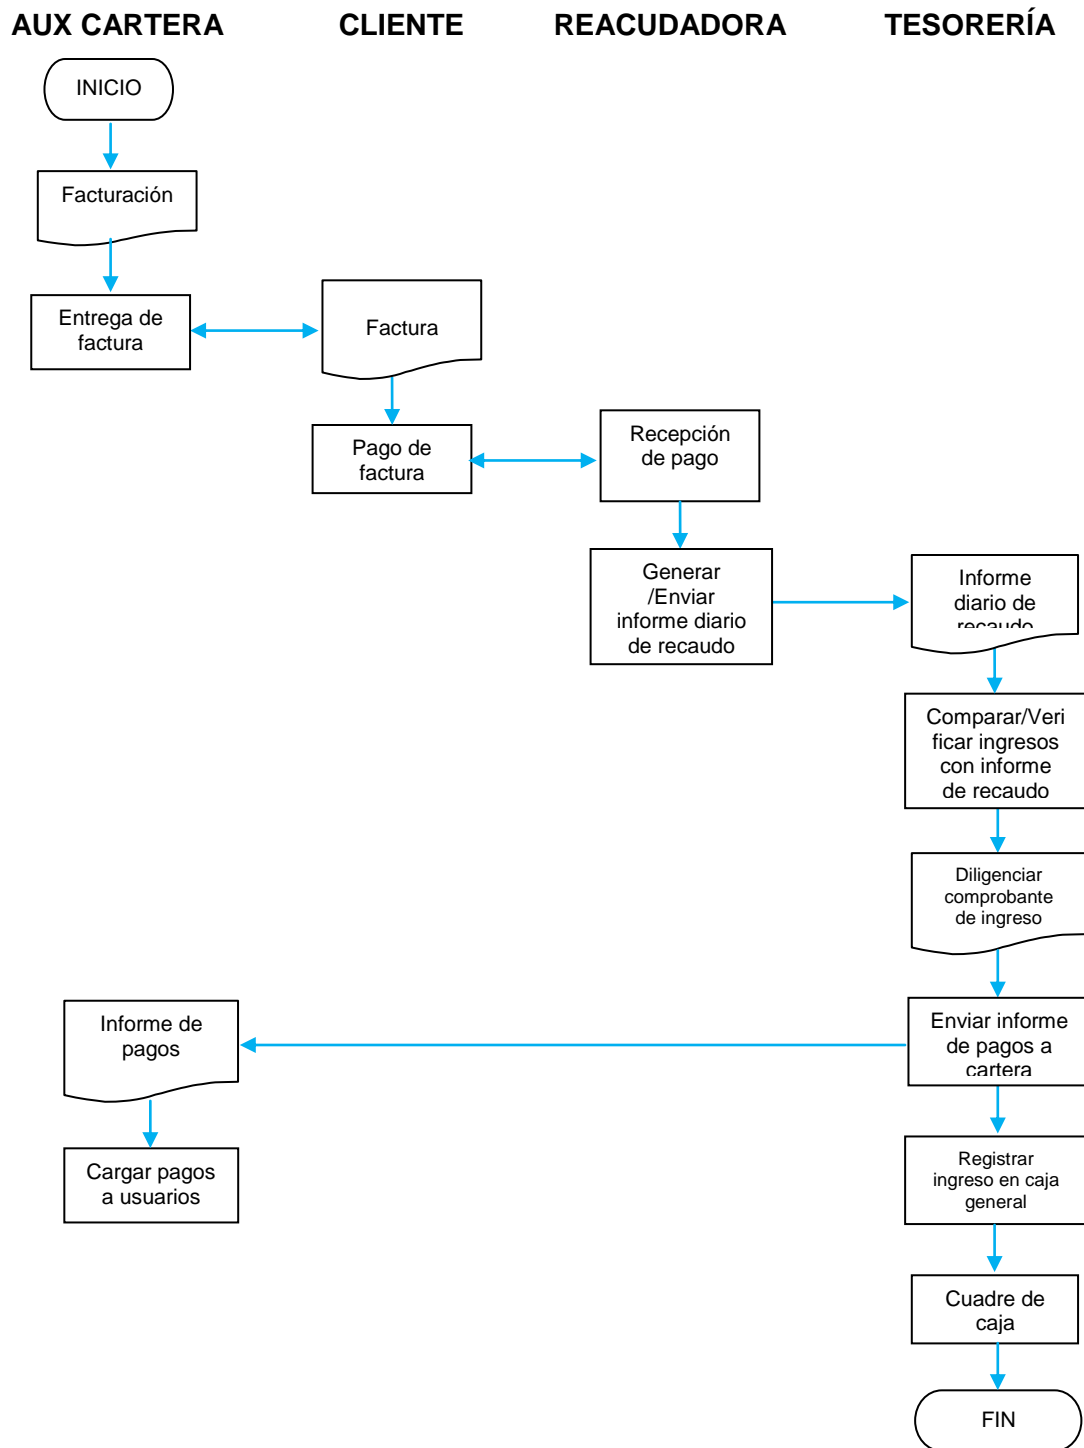 AUX CARTERA CLIENTE REACUDADORA TESORERÍA
INICIO
Facturación
Entrega de
factura
Factura
Pago de
factura
Recepción
de pago
Generar
/Enviar
informe diario
de recaudo
Informe
diario de
recaudo
Comparar/Veri
ficar ingresos
con informe
de recaudo
Diligenciar
comprobante
de ingreso
Enviar informe
de pagos a
cartera
Informe de
pagos
Cargar pagos
a usuarios
Registrar
ingreso en caja
general
Cuadre de
caja
FIN